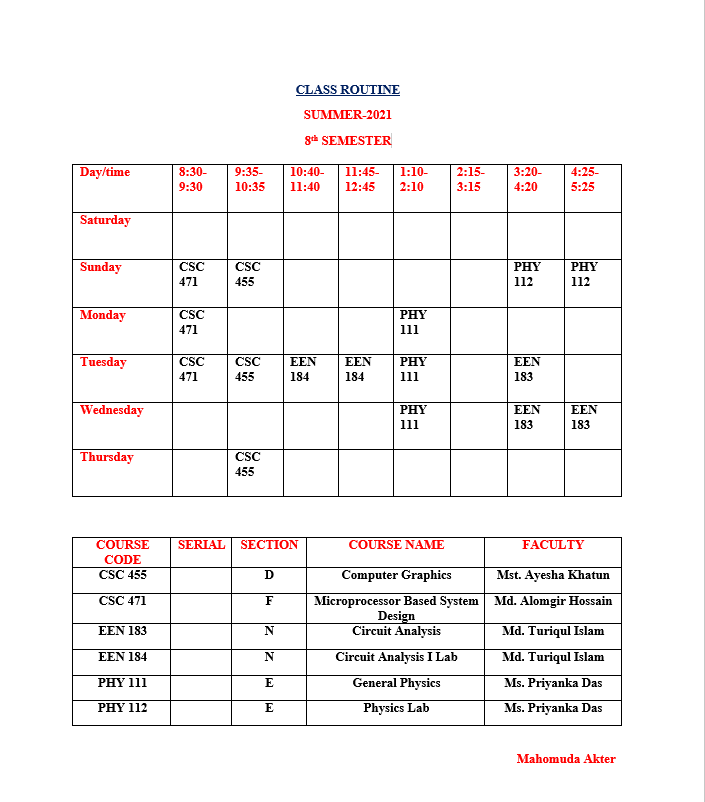 CLASS ROUTINE
SUMMER-2021
8th SEMESTER
Day/time 8:30- 9:35- 10:40- 11:45- 1:10- 2:15- 3:20- 4:25-
9:30 10:35 11:40 12:45 2:10 3:15 4:20 5:25
Saturday
Sunday CSC CSC PHY PHY
471 455 112 112
Monday CSC PHY
471 111
Tuesday CSC CSC EEN EEN PHY EEN
471 455 184 184 111 183
Wednesday PHY EEN EEN
111 183 183
Thursday CSC
455
COURSE SERIAL SECTION COURSE NAME FACULTY
CODE
CSC 455 D Computer Graphics Mst. Ayesha Khatun
CSC 471 F Microprocessor Based System Md. Alomgir Hossain
Design
EEN 183 N Circuit Analysis Md. Turiqul Islam
EEN 184 N Circuit Analysis I Lab Md. Turiqul Islam
PHY 111 E General Physics Ms. Priyanka Das
PHY 112 E Physics Lab Ms. Priyanka Das
Mahomuda Akter